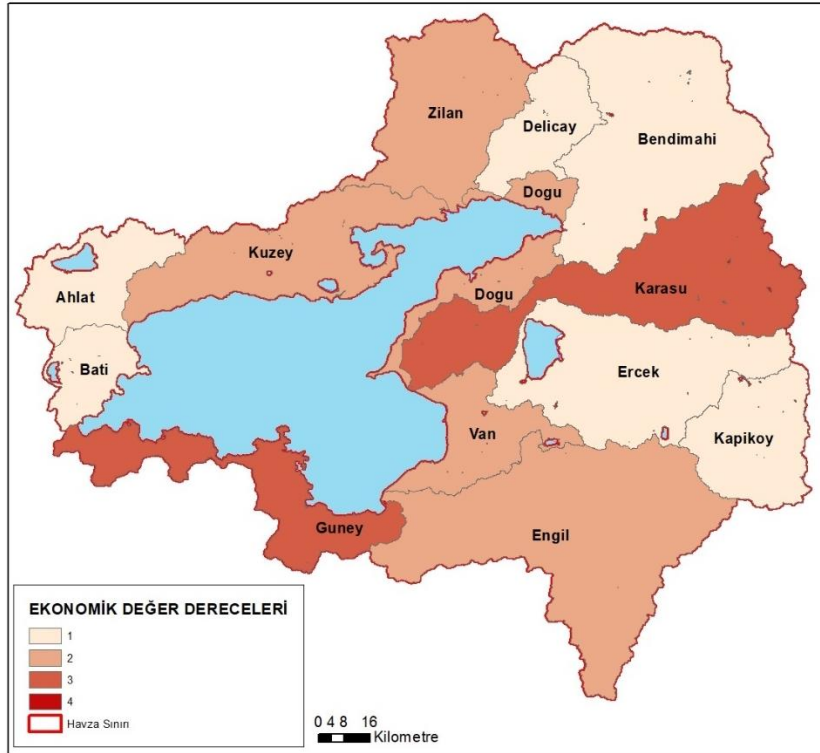 Zilan
Delicay
Bendimahi
Dogu
Kuzey
Ahlat
Dogu
Karasu
Bati
Ercek
Van
Kapikoy
Guney
Engil
EKONOMİK DEĞER DERECELERİ
1
2
3
4
Havza Sınırı
0 4 8 16
Kilometre